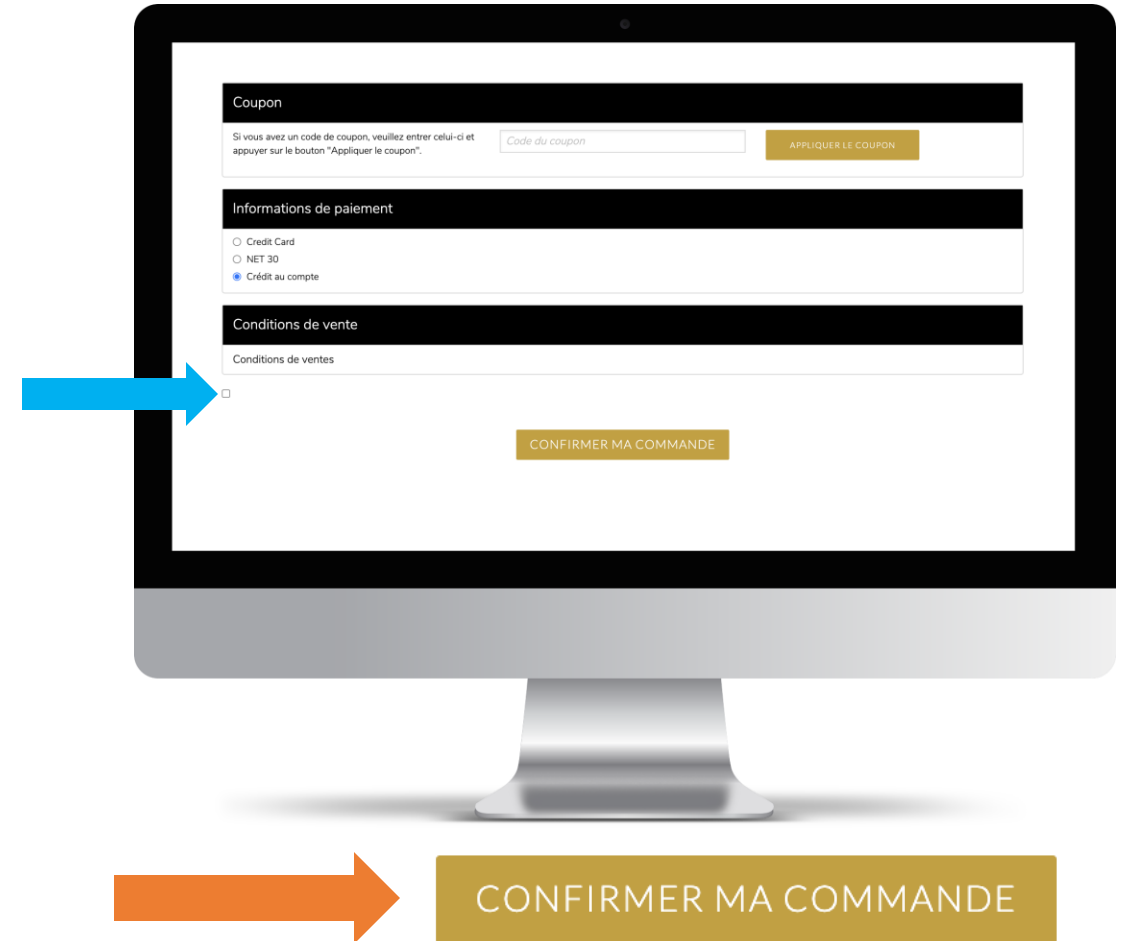 Coupon
Si vous avez un code de coupon, veuillez entrer celui-ci et
appuyer sur le bouton "Appliquer le coupon".
Code du coupon
APPLIQUER LE COUPON
Informations de paiement
Credit Card
NET 30
Crédit au compte
Conditions de vente
Conditions de ventes
CONFIRMER MA COMMANDE
CONFIRMER MA COMMANDE